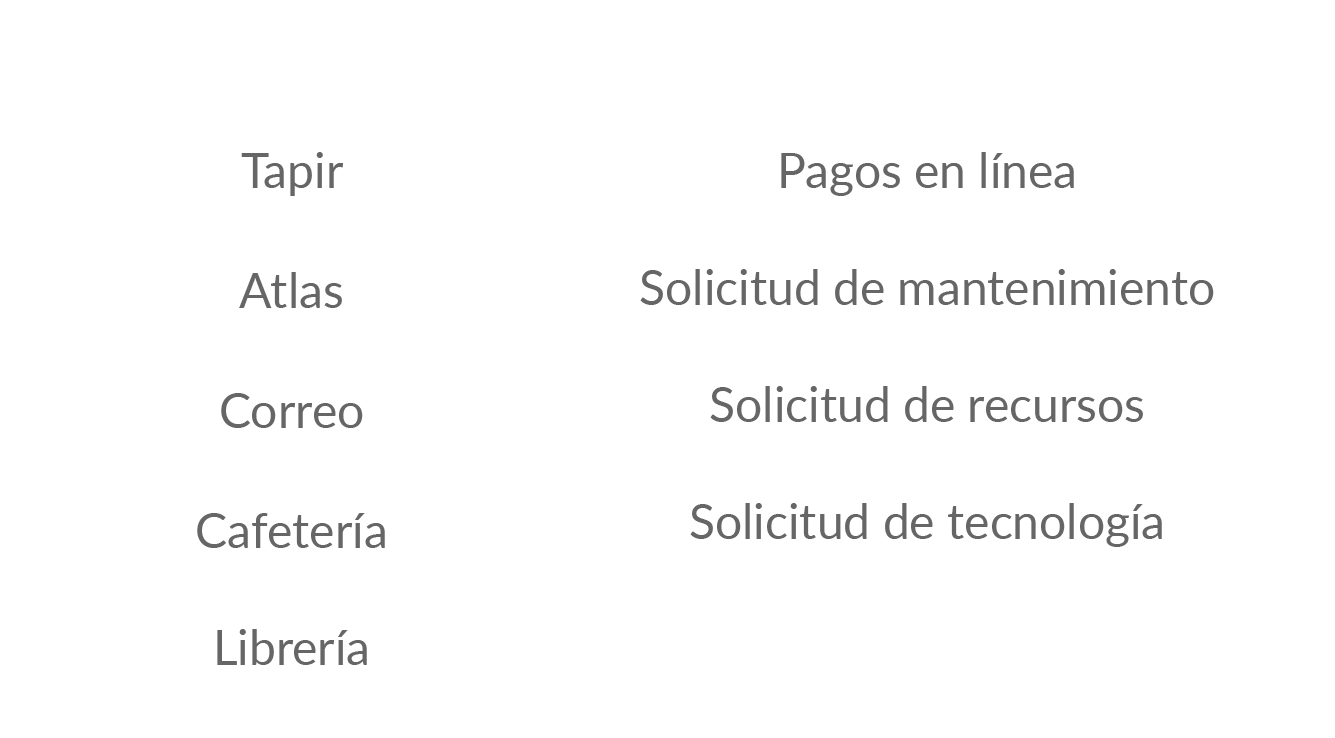 Tapir
Atlas
Correo
Cafetería
Librería
Pagos en línea
Solicitud de mantenimiento
Solicitud de recursos
Solicitud de tecnología